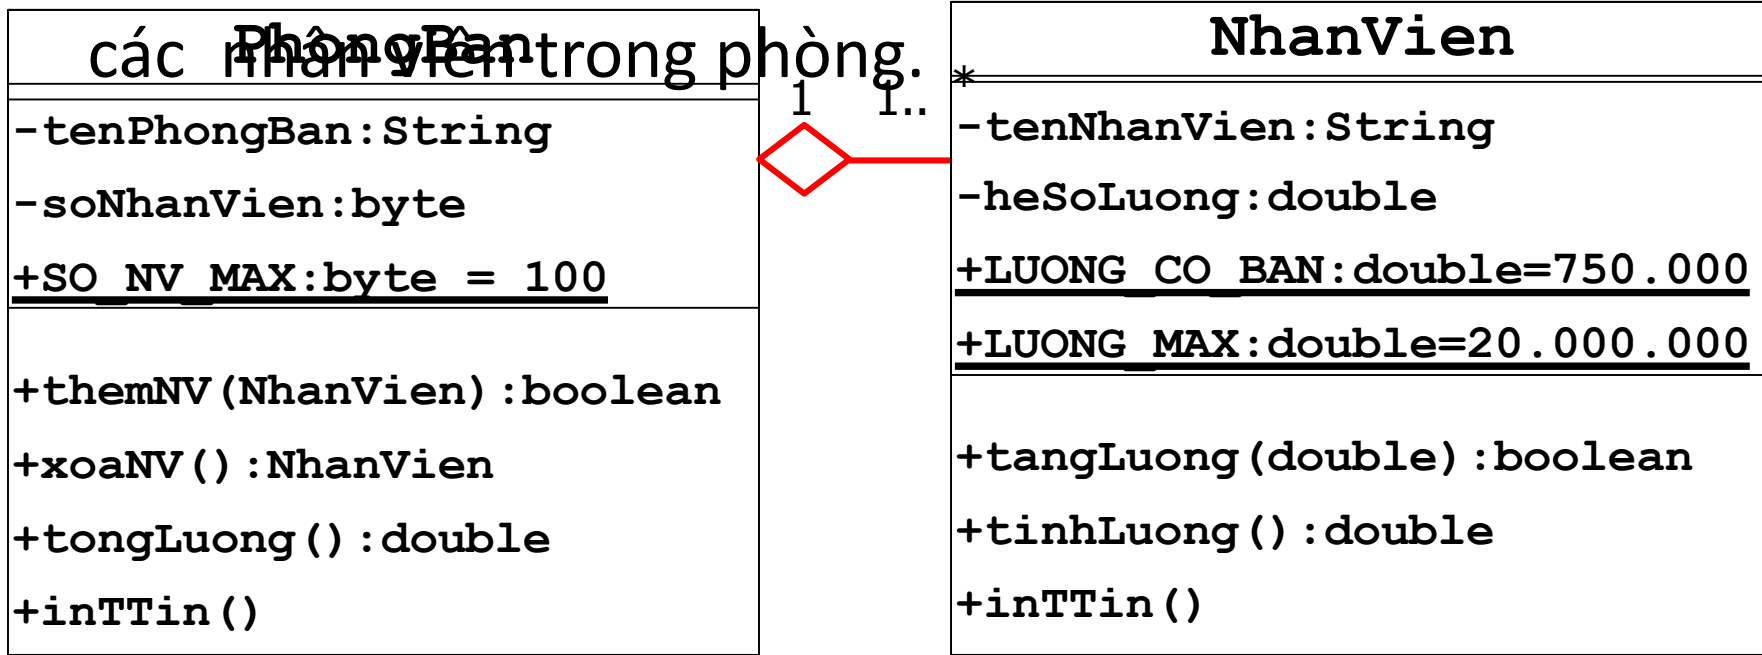 PhongBan
các nhân viên trong phòng.
-tenPhongBan:String
-soNhanVien:byte
+SO_NV_MAX:byte = 100
+themNV(NhanVien):boolean
+xoaNV():NhanVien
+tongLuong():double
+inTTin()
1 1..*
NhanVien
-tenNhanVien:String
-heSoLuong:double
+LUONG_CO_BAN:double=750.000
+LUONG_MAX:double=20.000.000
+tangLuong(double):boolean
+tinhLuong():double
+inTTin()